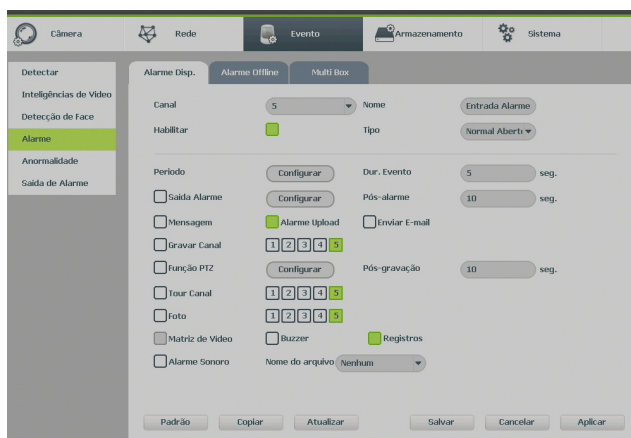 Câmera Rede Evento Armazenamento Sistema
Detectar
Inteligências de Video
Detecção de Face
Alarme
Anormalidade
Saída de Alarme
Alarme Disp. Alarme Offline Multi Box
Canal 5 Nome Entrada Alarme
Habilitar Tipo Normal Abert
Periodo Configurar Dur. Evento 5 seg.
Saída Alarme Configurar Pós-alarme 10 seg.
Mensagem Alarme Upload Enviar E-mail
Gravar Canal 1 2 3 4 5
Função PTZ Configurar Pós-gravação 10 seg.
Tour Canal 1 2 3 4 5
Foto 1 2 3 4 5
Matriz de Vídeo Buzzer Registros
Alarme Sonoro Nome do arquivo Nenhum
Padrão Copiar Atualizar Salvar Cancelar Aplicar